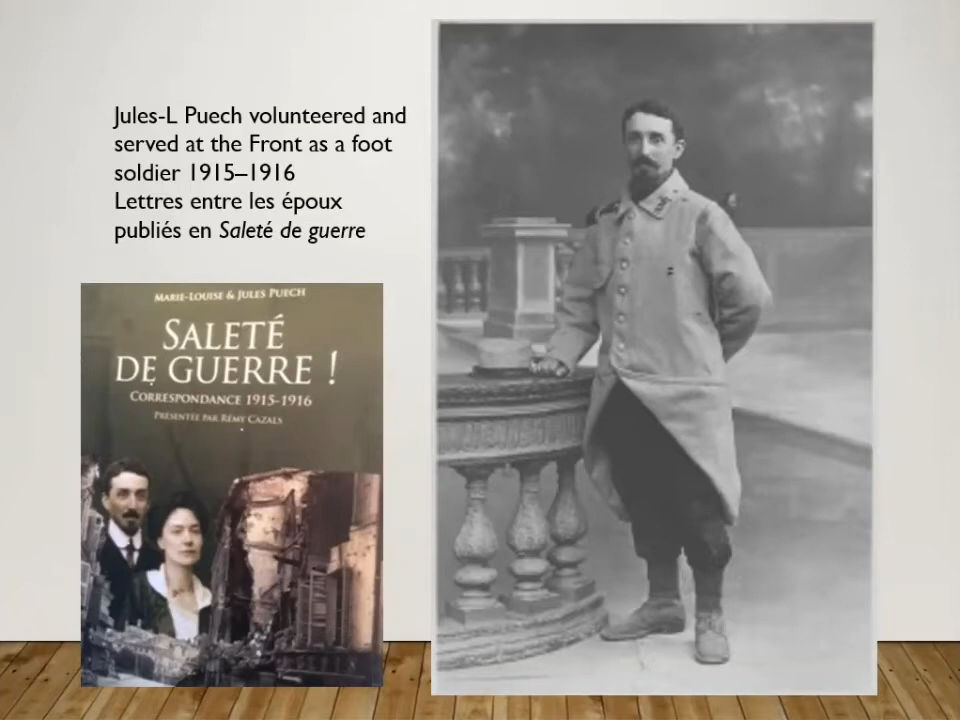 Jules-L Puech volunteered and
served at the Front as a foot
soldier 1915–1916
Lettres entre les époux
publiés en Saleté de guerre
MARIE-LOUISE & JULES PUECH
SALETÉ
DE GUERRE !
CORRESPONDANCE 1915-1916
PRÉSENTÉE PAR RÉMY CAZALS